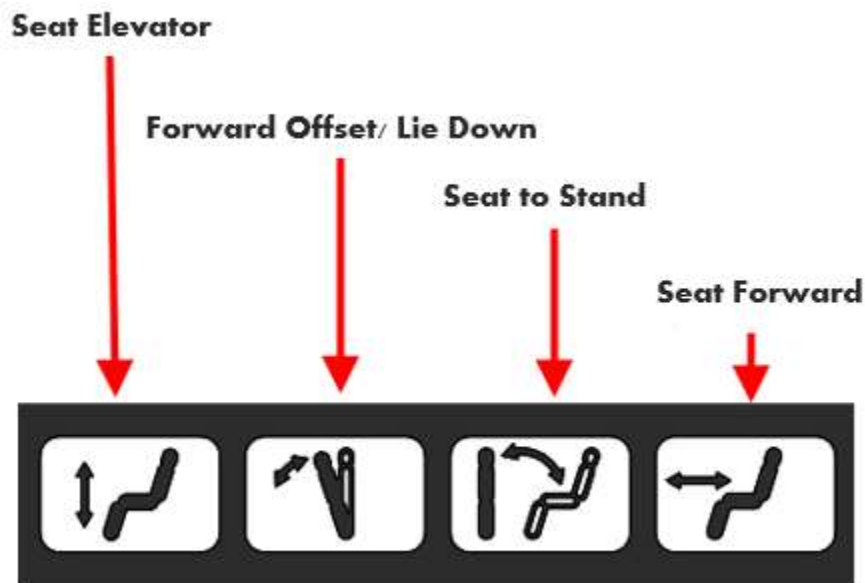 Seat Elevator
Forward Offset/ Lie Down
Seat to Stand
Seat Forward